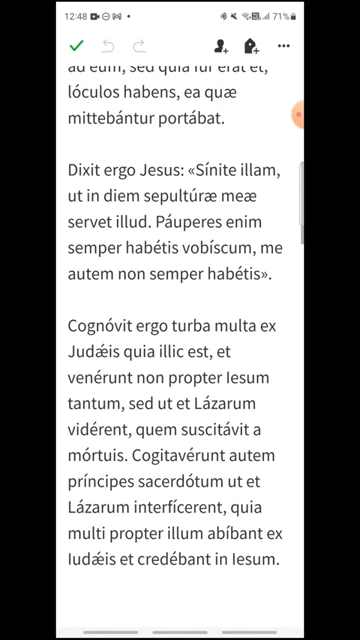 12:48
71%
ad eum, sed quia fur erat et,
lóculos habens, ea quæ
mittebántur portábat.
Dixit ergo Jesus: «Sínite illam,
ut in diem sepultúræ meæ
servet illud. Páuperes enim
semper habétis vobíscum, me
autem non semper habétis».
Cognóvit ergo turba multa ex
Judǽis quia illic est, et
venérunt non propter Iesum
tantum, sed ut et Lázarum
vidérent, quem suscitávit a
mórtuis. Cogitavérunt autem
príncipes sacerdótum ut et
Lázarum interfícerent, quia
multi propter illum abíbant ex
Iudǽis et credébant in Iesum.